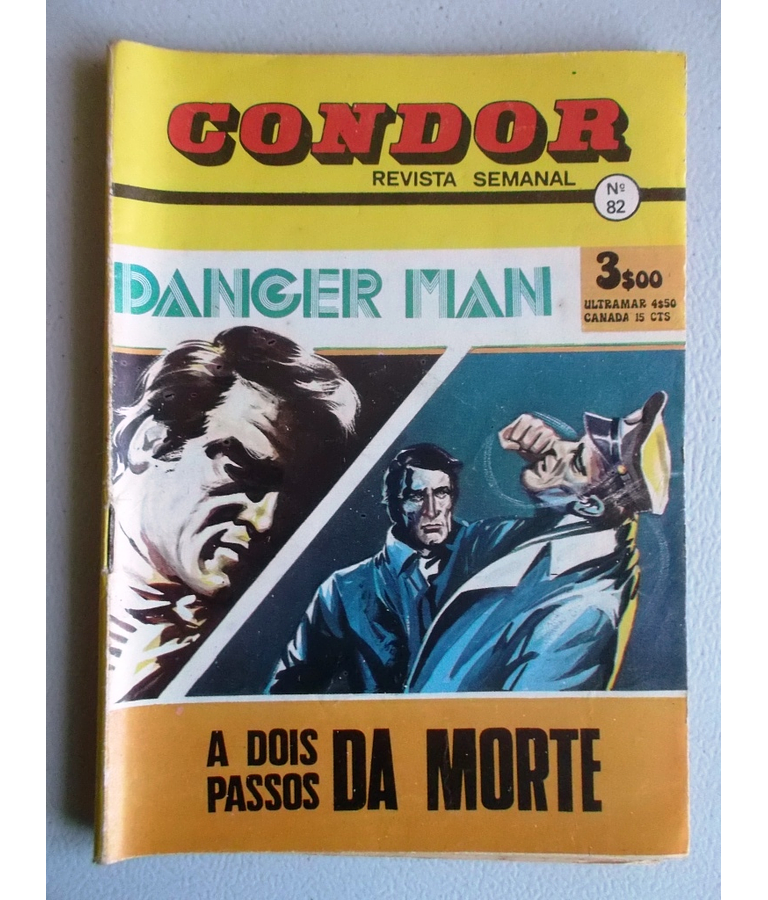 CONDOR
REVISTA SEMANAL
Nº
82
DANGER MAN
3$00
ULTRAMAR 4$50
CANADA 15 CTS
A DOIS
PASSOS DA MORTE